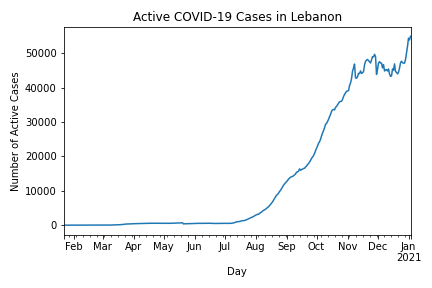 Active COVID-19 Cases in Lebanon
Number of Active Cases
50000
40000
30000
20000
10000
0
Feb Mar Apr May Jun Jul Aug Sep Oct Nov Dec Jan
2021
Day